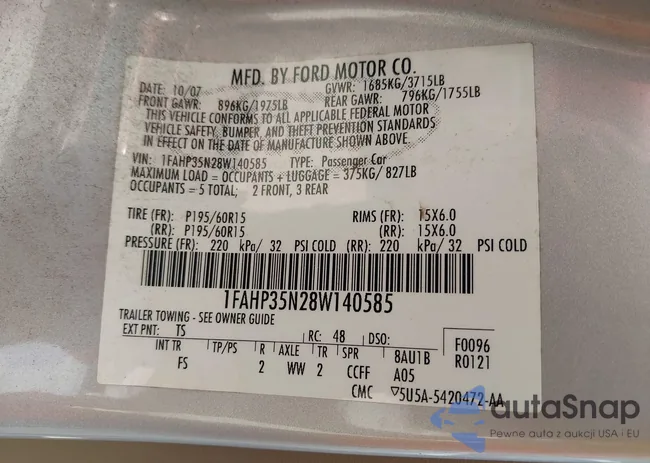 MFD. BY FORD MOTOR CO.
DATE: 10/07 GVWR: 1685KG/3715LB
FRONT GAWR: 896KG/1975LB REAR GAWR: 796KG/1755LB
THIS VEHICLE CONFORMS TO ALL APPLICABLE FEDERAL MOTOR
VEHICLE SAFETY, BUMPER, AND THEFT PREVENTION STANDARDS
IN EFFECT ON THE DATE OF MANUFACTURE SHOWN ABOVE.
VIN: 1FAHP35N28W140585 TYPE: Passenger Car
MAXIMUM LOAD = OCCUPANTS + LUGGAGE = 375KG/ 827LB
OCCUPANTS = 5 TOTAL; 2 FRONT, 3 REAR
TIRE (FR): P195/60R15 RIMS (FR): 15X6.0
(RR): P195/60R15 (RR): 15X6.0
PRESSURE (FR): 220 kPa/ 32 PSI COLD (RR): 220 kPa/ 32 PSI COLD
1FAHP35N28W140585
TRAILER TOWING - SEE OWNER GUIDE
EXT PNT: TS RC: 48 DSO: F0096
INT TR TP/PS R AXLE TR SPR 8AU1B R0121
FS 2 WW 2 CCFF A05
CMC ▽5U5A-5420472-AA
autaSnap
Pewne auta z aukcji USA i EU